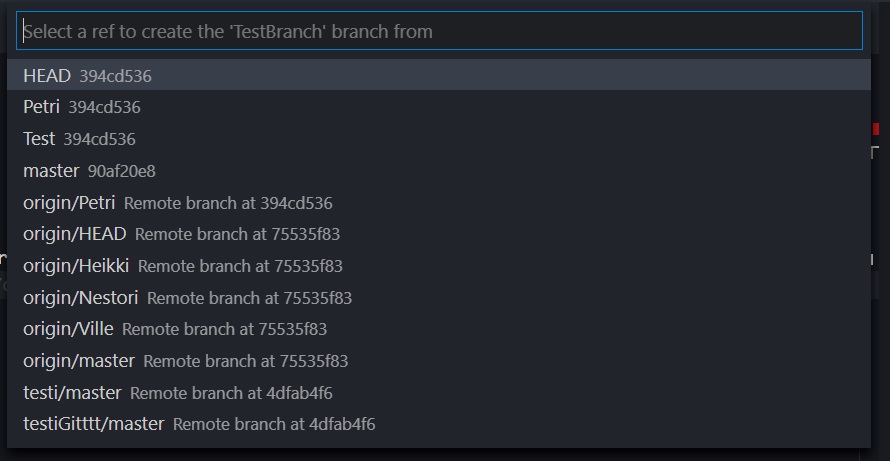 Select a ref to create the 'TestBranch' branch from
HEAD 394cd536
Petri 394cd536
Test 394cd536
master 90af20e8
origin/Petri Remote branch at 394cd536
origin/HEAD Remote branch at 75535f83
origin/Heikki Remote branch at 75535f83
origin/Nestori Remote branch at 75535f83
origin/Ville Remote branch at 75535f83
origin/master Remote branch at 75535f83
testi/master Remote branch at 4dfab4f6
testiGitttt/master Remote branch at 4dfab4f6